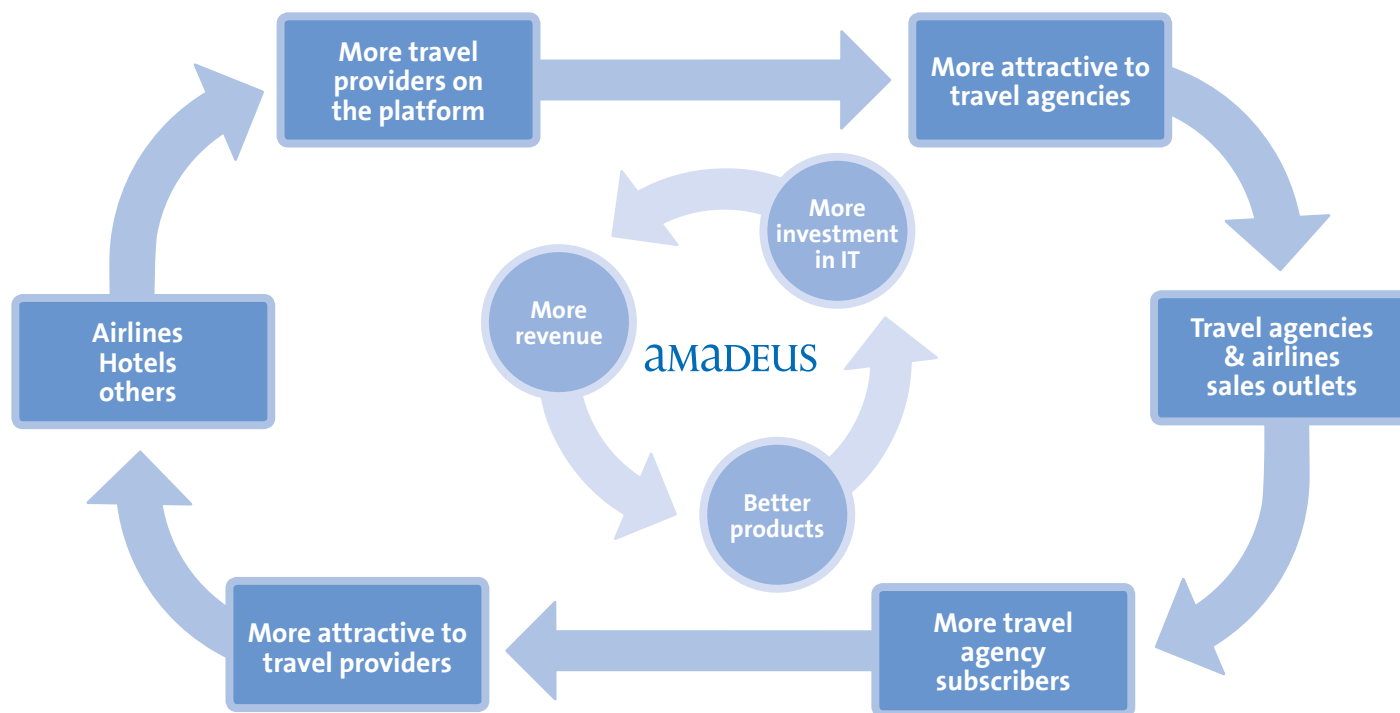 More travel
providers on
the platform
More attractive to
travel agencies
More
investment
in IT
More
revenue
aMaDEUS
Airlines
Hotels
others
Travel agencies
& airlines
sales outlets
Better
products
More attractive to
travel providers
More travel
agency
subscribers